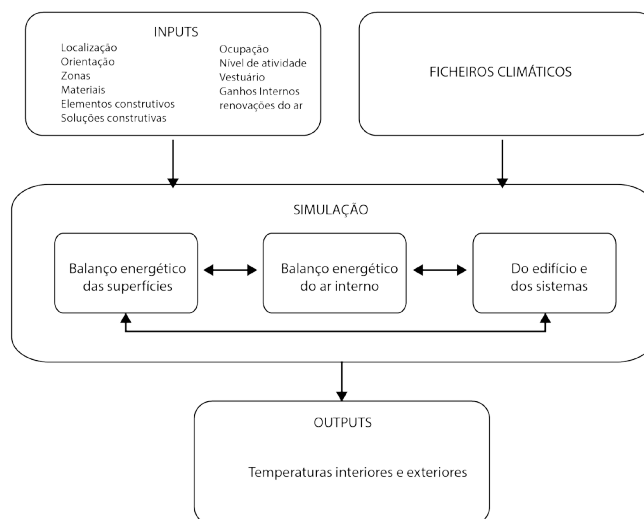 INPUTS
Localização
Orientação
Zonas
Materiais
Elementos construtivos
Soluções construtivas
Ocupação
Nível de atividade
Vestuário
Ganhos Internos
renovações do ar
FICHEIROS CLIMÁTICOS
SIMULAÇÃO
Balanço energético
das superfícies
Balanço energético
do ar interno
Do edifício e
dos sistemas
OUTPUTS
Temperaturas interiores e exteriores